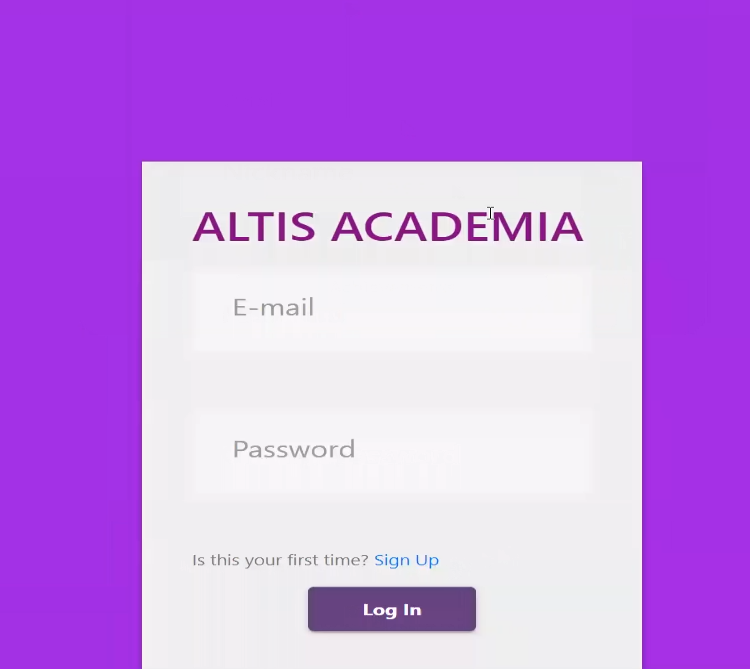 ALTIS ACADEMIA
E-mail
Password
Is this your first time? Sign Up
Log In